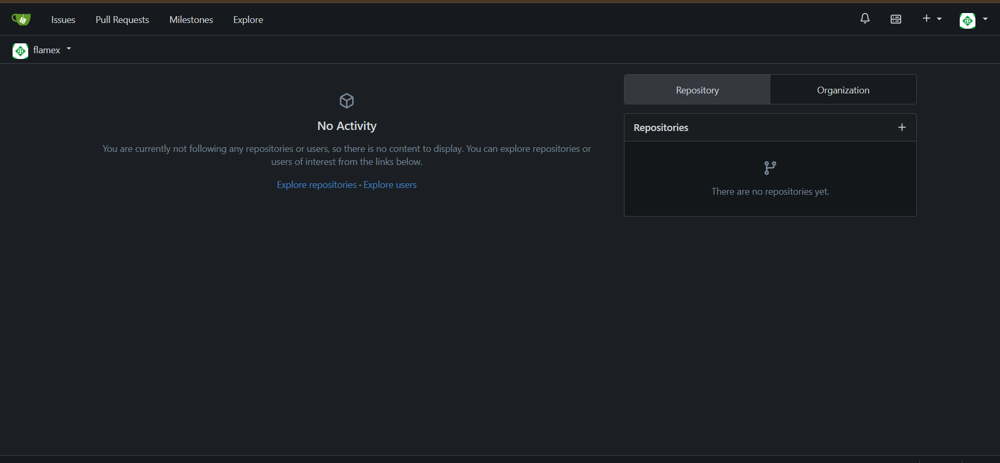 Issues Pull Requests Milestones Explore
flamex
Repository Organization
No Activity
You are currently not following any repositories or users, so there is no content to display. You can explore repositories or
users of interest from the links below.
Explore repositories · Explore users
Repositories
There are no repositories yet.